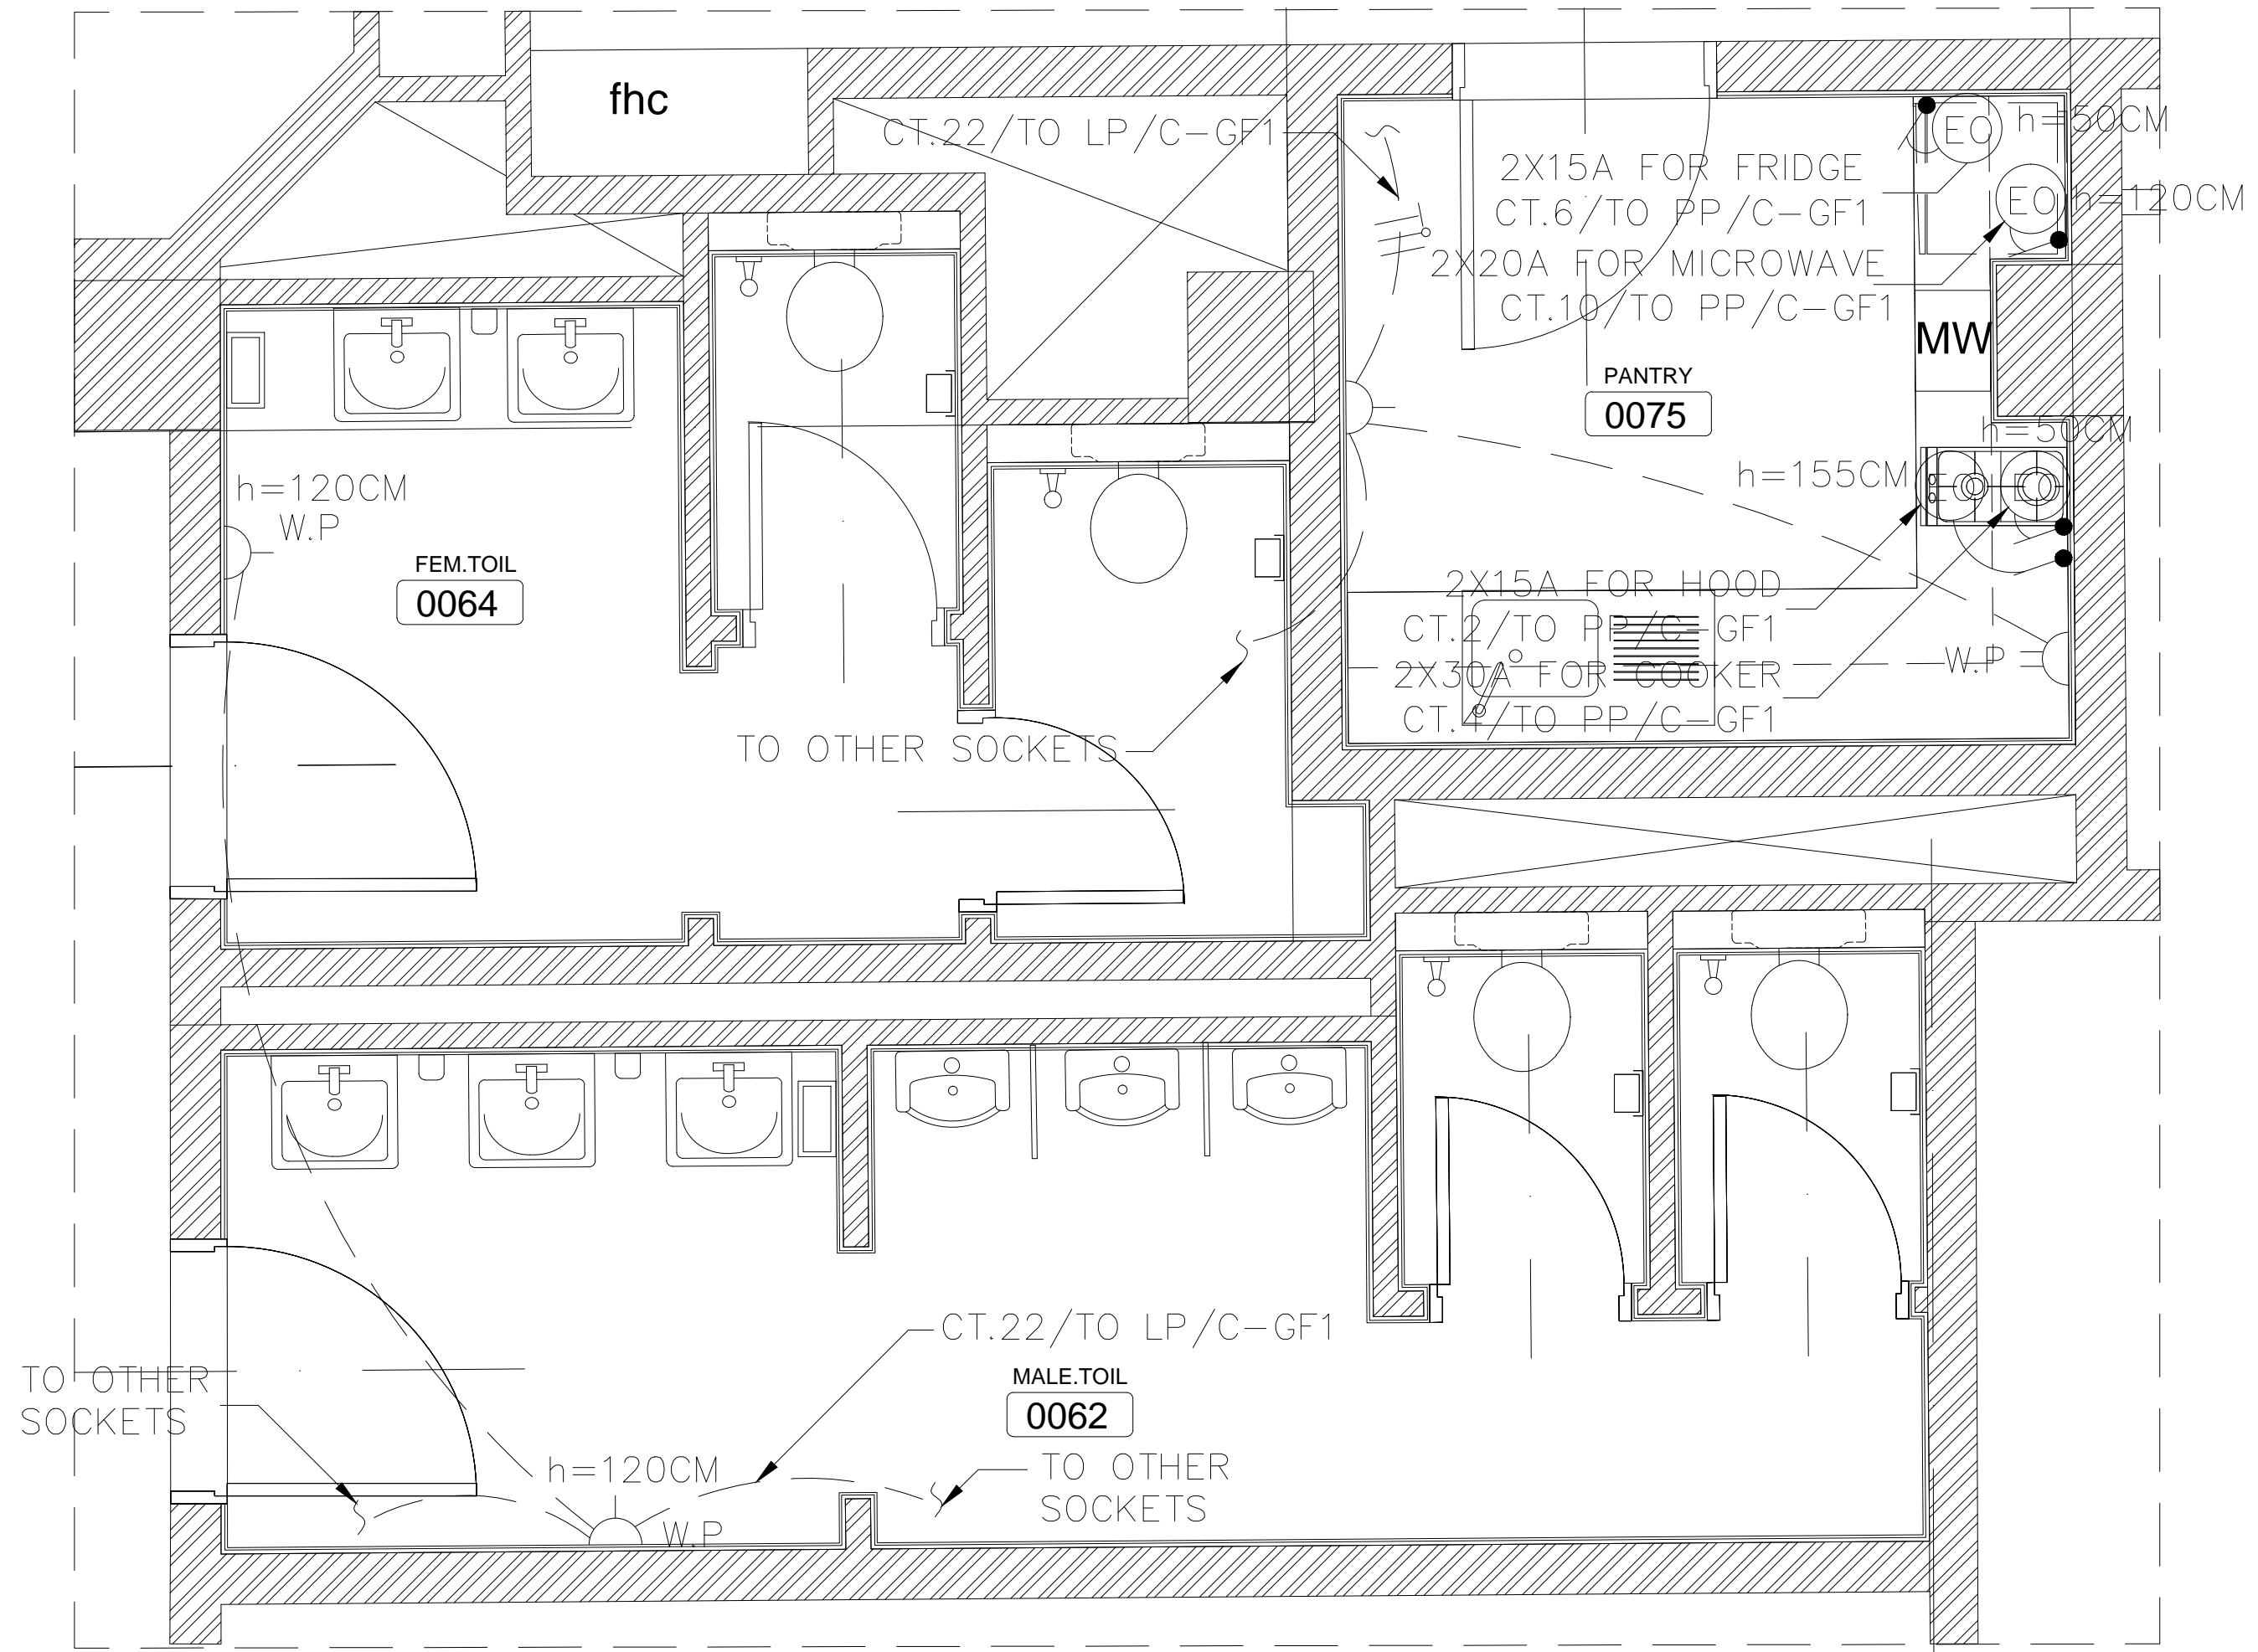 fhc
CT.22/TO LP/C-GF1
EO h=50CM
2X15A FOR FRIDGE
CT.6/TO PP/C-GF1
EO h=120CM
2X20A FOR MICROWAVE
CT.10/TO PP/C-GF1
MW
PANTRY
0075
h=50CM
h=155CM
EO EO
h=120CM
W.P
FEM.TOIL
0064
2X15A FOR HOOD
CT.2/TO PP/C-GF1
W.P
2X30A FOR COOKER
CT.4/TO PP/C-GF1
TO OTHER SOCKETS
CT.22/TO LP/C-GF1
MALE.TOIL
0062
TO OTHER
SOCKETS
h=120CM
W.P
TO OTHER
SOCKETS